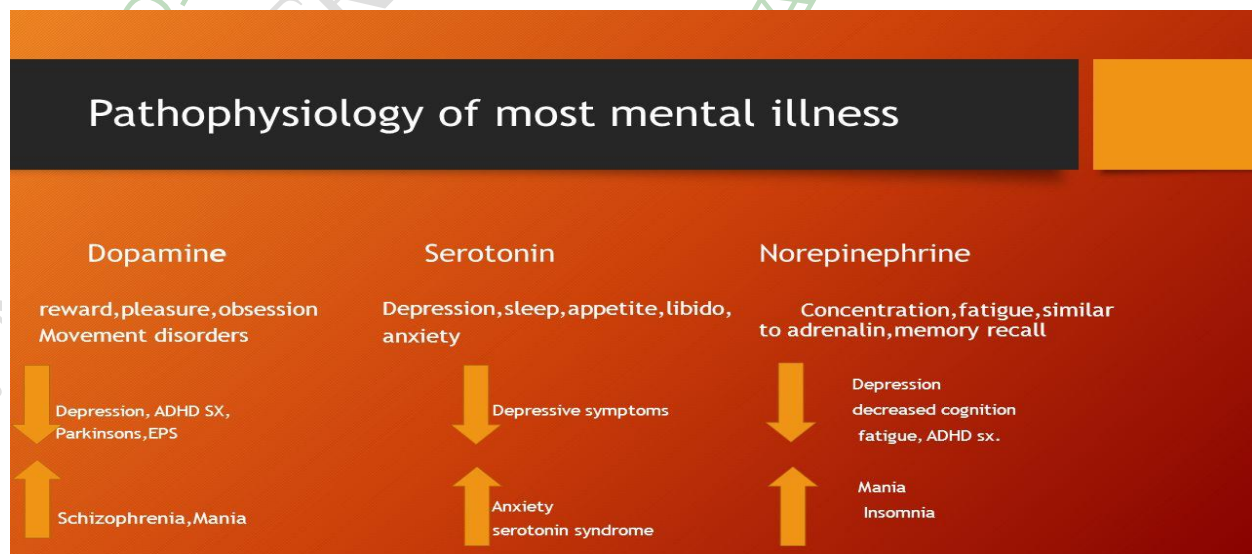 Pathophysiology of most mental illness
Dopamine
reward,pleasure,obsession
Movement disorders
Depression, ADHD SX,
Parkinsons,EPS
Schizophrenia,Mania
Serotonin
Depression,sleep,appetite,libido,
anxiety
Depressive symptoms
Anxiety
serotonin syndrome
Norepinephrine
Concentration,fatigue,similar
to adrenalin,memory recall
Depression
decreased cognition
fatigue, ADHD sx.
Mania
Insomnia